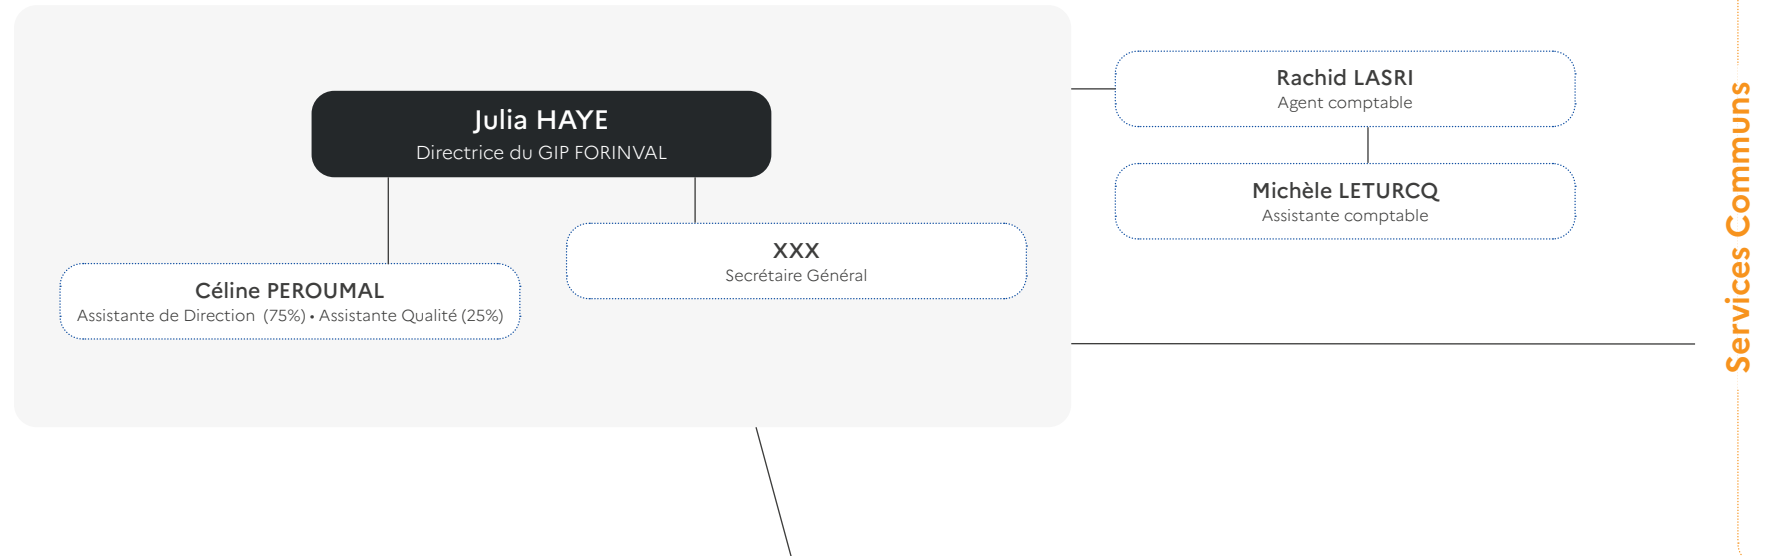 Julia HAYE
Directrice du GIP FORINVAL
Céline PEROUMAL
Assistante de Direction (75%) • Assistante Qualité (25%)
XXX
Secrétaire Général
Rachid LASRI
Agent comptable
Michèle LETURCQ
Assistante comptable
Services Communs